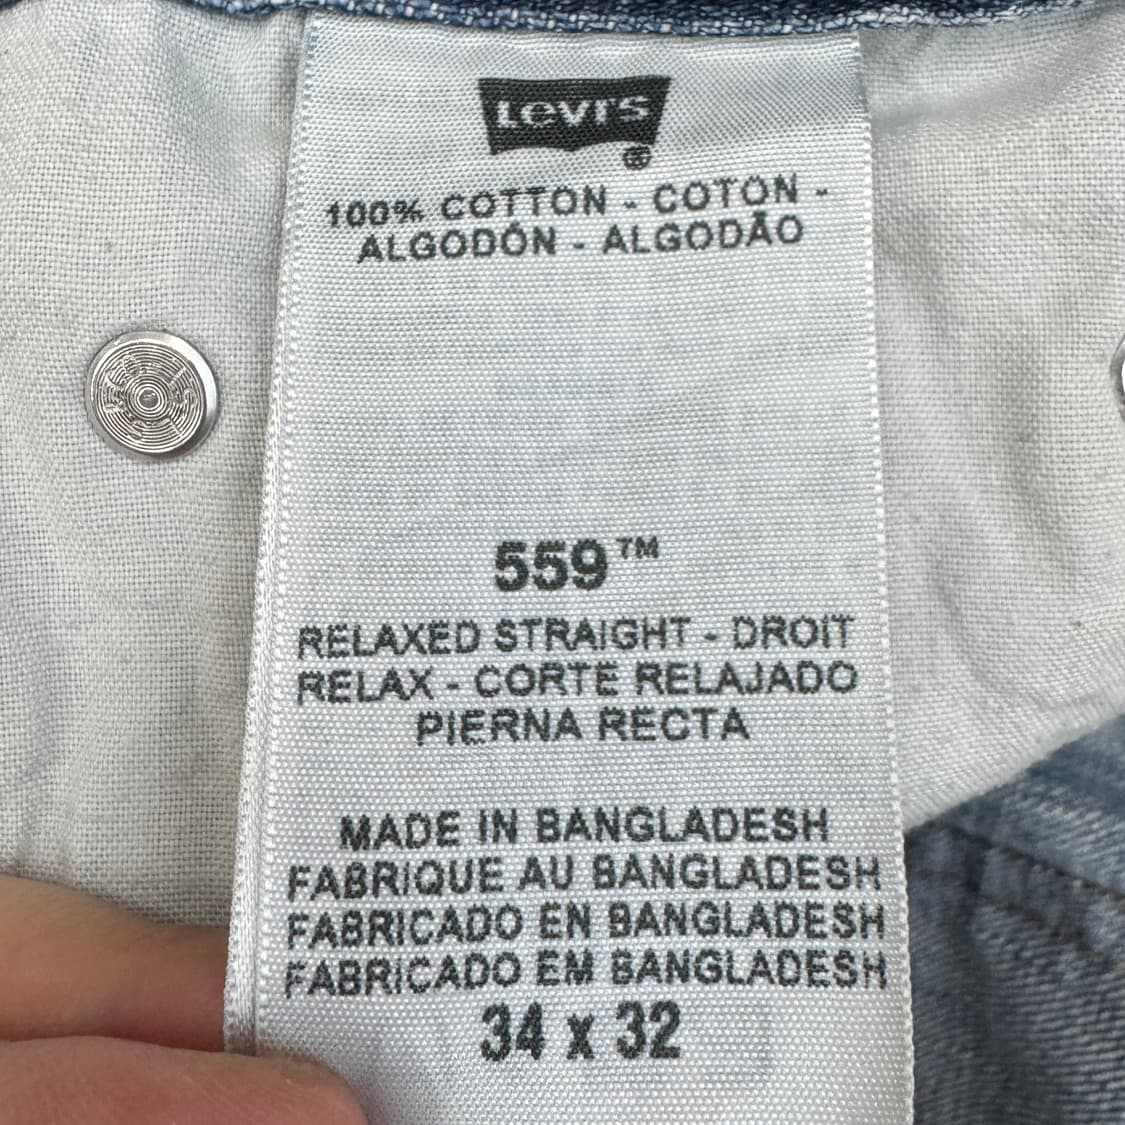 Levi's
®
100% COTTON - COTON -
ALGODÓN - ALGODÃO
559™
RELAXED STRAIGHT - DROIT
RELAX - CORTE RELAJADO
PIERNA RECTA
MADE IN BANGLADESH
FABRIQUE AU BANGLADESH
FABRICADO EN BANGLADESH
FABRICADO EM BANGLADESH
34 x 32